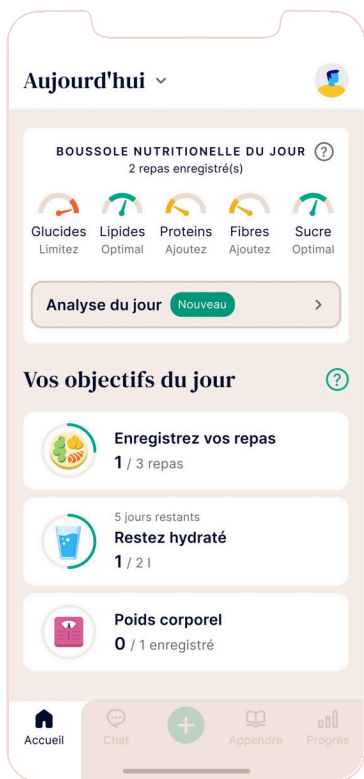 Aujourd'hui
BOUSSOLE NUTRITIONELLE DU JOUR ?
2 repas enregistré(s)
Glucides Lipides Proteins Fibres Sucre
Limitez Optimal Ajoutez Ajoutez Optimal
Analyse du jour Nouveau
Vos objectifs du jour ?
Enregistrez vos repas
1 / 3 repas
5 jours restants
Restez hydraté
1 / 2 l
Poids corporel
0 / 1 enregistré
Accueil Chat Appendre Progrès